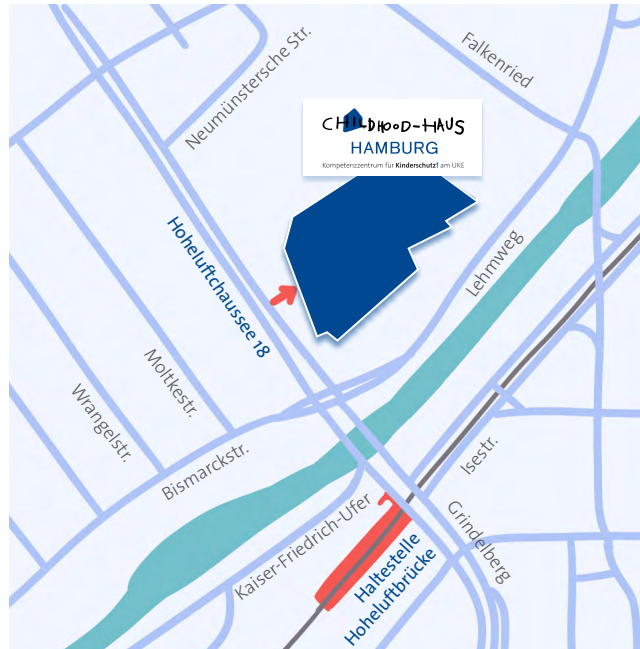 Neumünstersche Str.
Falkenried
CHILDHOOD-HAUS
HAMBURG
Kompetenzzentrum für Kinderschutz! am UKE
Hoheluftchaussee 18
Lehmweg
Moltkestr.
Wrangelstr.
Bismarckstr.
Isestr.
Kaiser-Friedrich-Ufer
Grindelberg
Haltestelle
Hoheluftbrücke